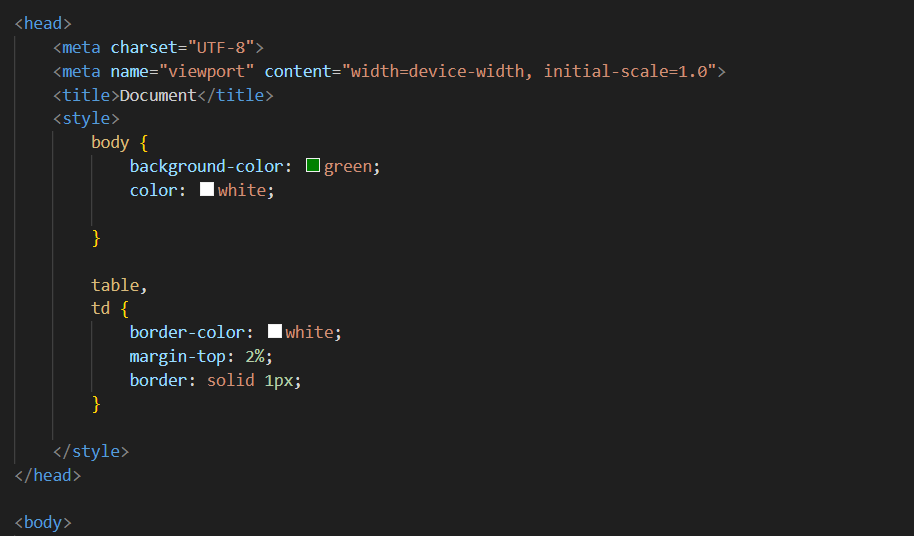 <head>
    <meta charset="UTF-8">
    <meta name="viewport" content="width=device-width, initial-scale=1.0">
    <title>Document</title>
    <style>
        body {
            background-color: green;
            color: white;

        }

        table,
        td {
            border-color: white;
            margin-top: 2%;
            border: solid 1px;
        }

    </style>
</head>

<body>